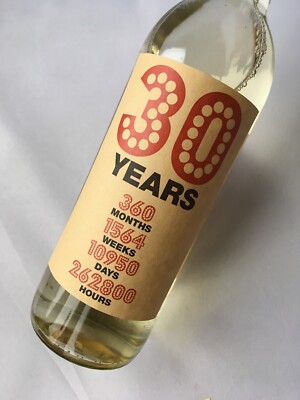 30
YEARS
360
MONTHS
1564
WEEKS
10950
DAYS
262800
HOURS